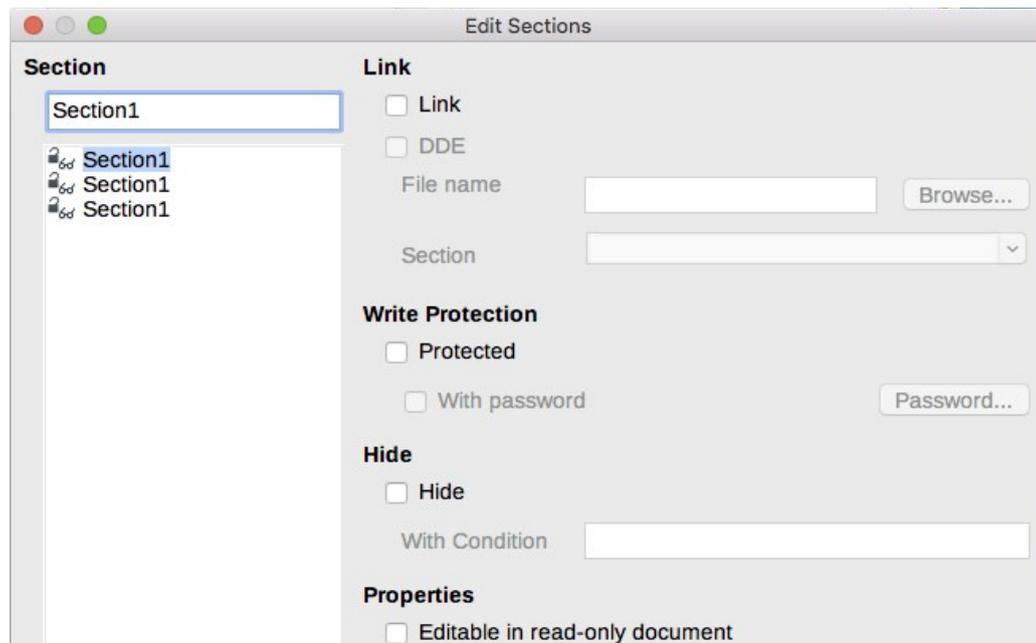 Edit Sections
Section
Section1
Section1
Section1
Section1
Link
Link
DDE
File name
Browse...
Section
Write Protection
Protected
With password
Password...
Hide
Hide
With Condition
Properties
Editable in read-only document